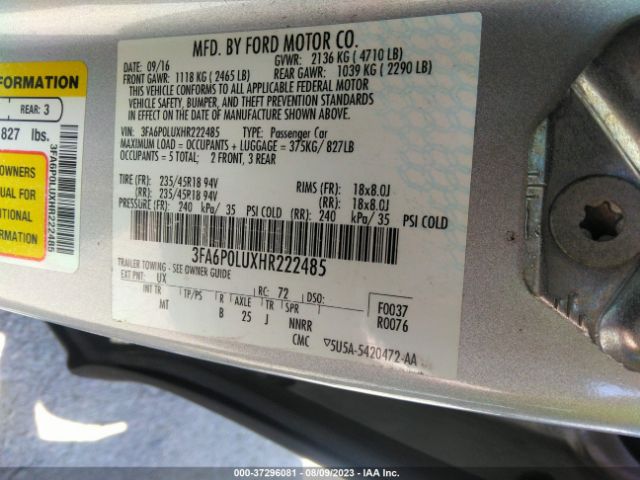 MFD. BY FORD MOTOR CO.
09/16 GVWR: 2136 KG ( 4710 LB)
FRONT GAWR: 1118 KG ( 2465 LB) REAR GAWR: 1039 KG ( 2290 LB)
THIS VEHICLE CONFORMS TO ALL APPLICABLE FEDERAL MOTOR
VEHICLE SAFETY, BUMPER, AND THEFT PREVENTION STANDARDS
IN EFFECT ON THE DATE OF MANUFACTURE SHOWN ABOVE.
VIN: 3FA6P0LUXHR222485 TYPE: Passenger Car
MAXIMUM LOAD = OCCUPANTS + LUGGAGE = 375KG/ 827LB
OCCUPANTS = 5 TOTAL; 2 FRONT, 3 REAR
TIRE (FR): 235/45R18 94V RIMS (FR): 18x8.0J
(RR): 235/45R18 94V (RR): 18x8.0J
PRESSURE (FR): 240 kPa/ 35 PSI COLD (RR): 240 kPa/ 35 PSI COLD
3FA6P0LUXHR222485
TRAILER TOWING - SEE OWNER GUIDE
EXT PNT: UX RC: 72 DSO:
INT TR TP/PS R AXLE TR SPR
MT B 25 J NNRR
F0037
R0076
CMC ▽5U5A-5420472-AA
FORMATION
REAR: 3
827 lbs.
OWNERS
NUAL FOR
TIONAL
RMATION
3FA6P0LUXHR222485
000-37296081 - 08/09/2023 - IAA Inc.